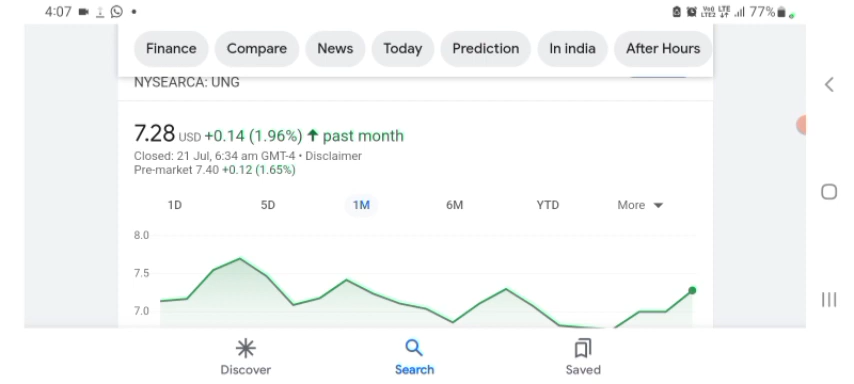 4:07 77%
Finance Compare News Today Prediction In india After Hours
NYSEARCA: UNG
7.28 USD +0.14 (1.96%) ↑ past month
Closed: 21 Jul, 6:34 am GMT-4 • Disclaimer
Pre-market 7.40 +0.12 (1.65%)
1D 5D 1M 6M YTD More
8.0
7.5
7.0
Discover Search Saved